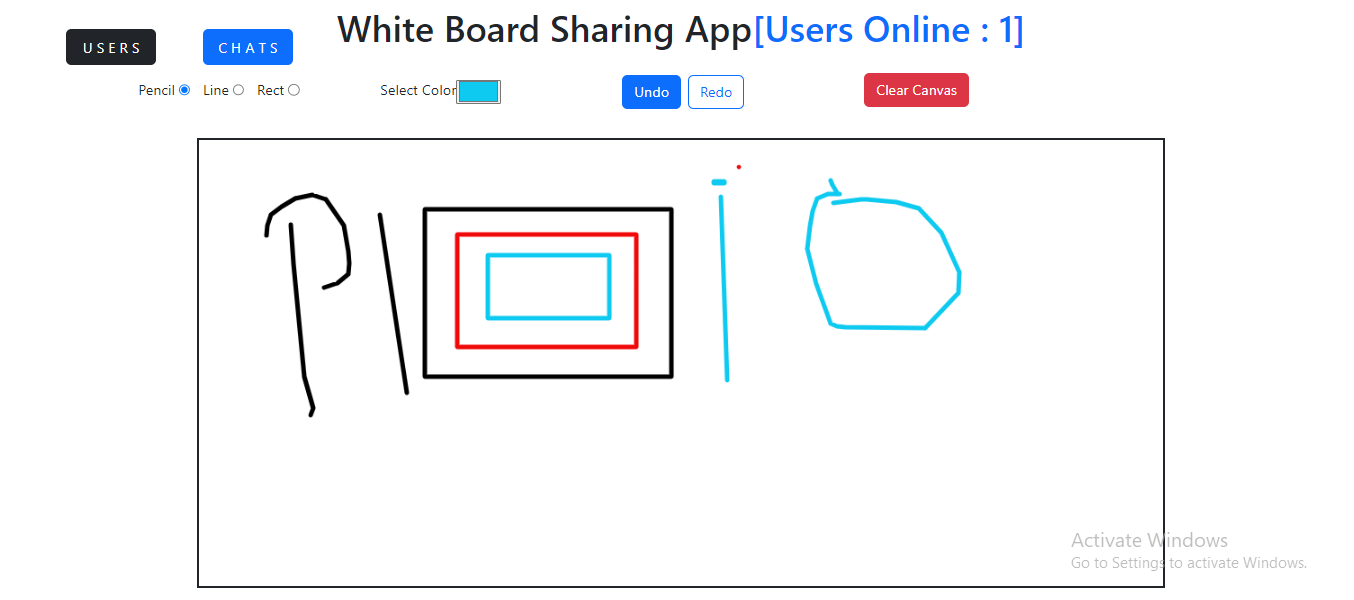 White Board Sharing App[Users Online : 1]
USERS CHATS
Pencil Line Rect Select Color Undo Redo Clear Canvas
Activate Windows
Go to Settings to activate Windows.